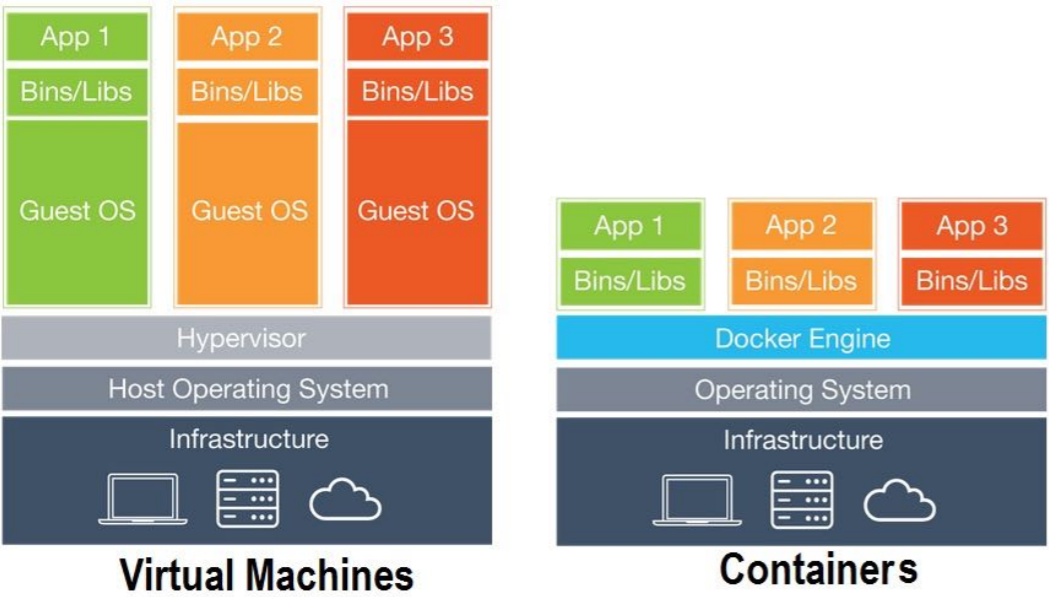 App 1
App 2
App 3
Bins/Libs
Bins/Libs
Bins/Libs
Guest OS
Guest OS
Guest OS
Hypervisor
Host Operating System
Infrastructure
Virtual Machines
App 1
App 2
App 3
Bins/Libs
Bins/Libs
Bins/Libs
Docker Engine
Operating System
Infrastructure
Containers